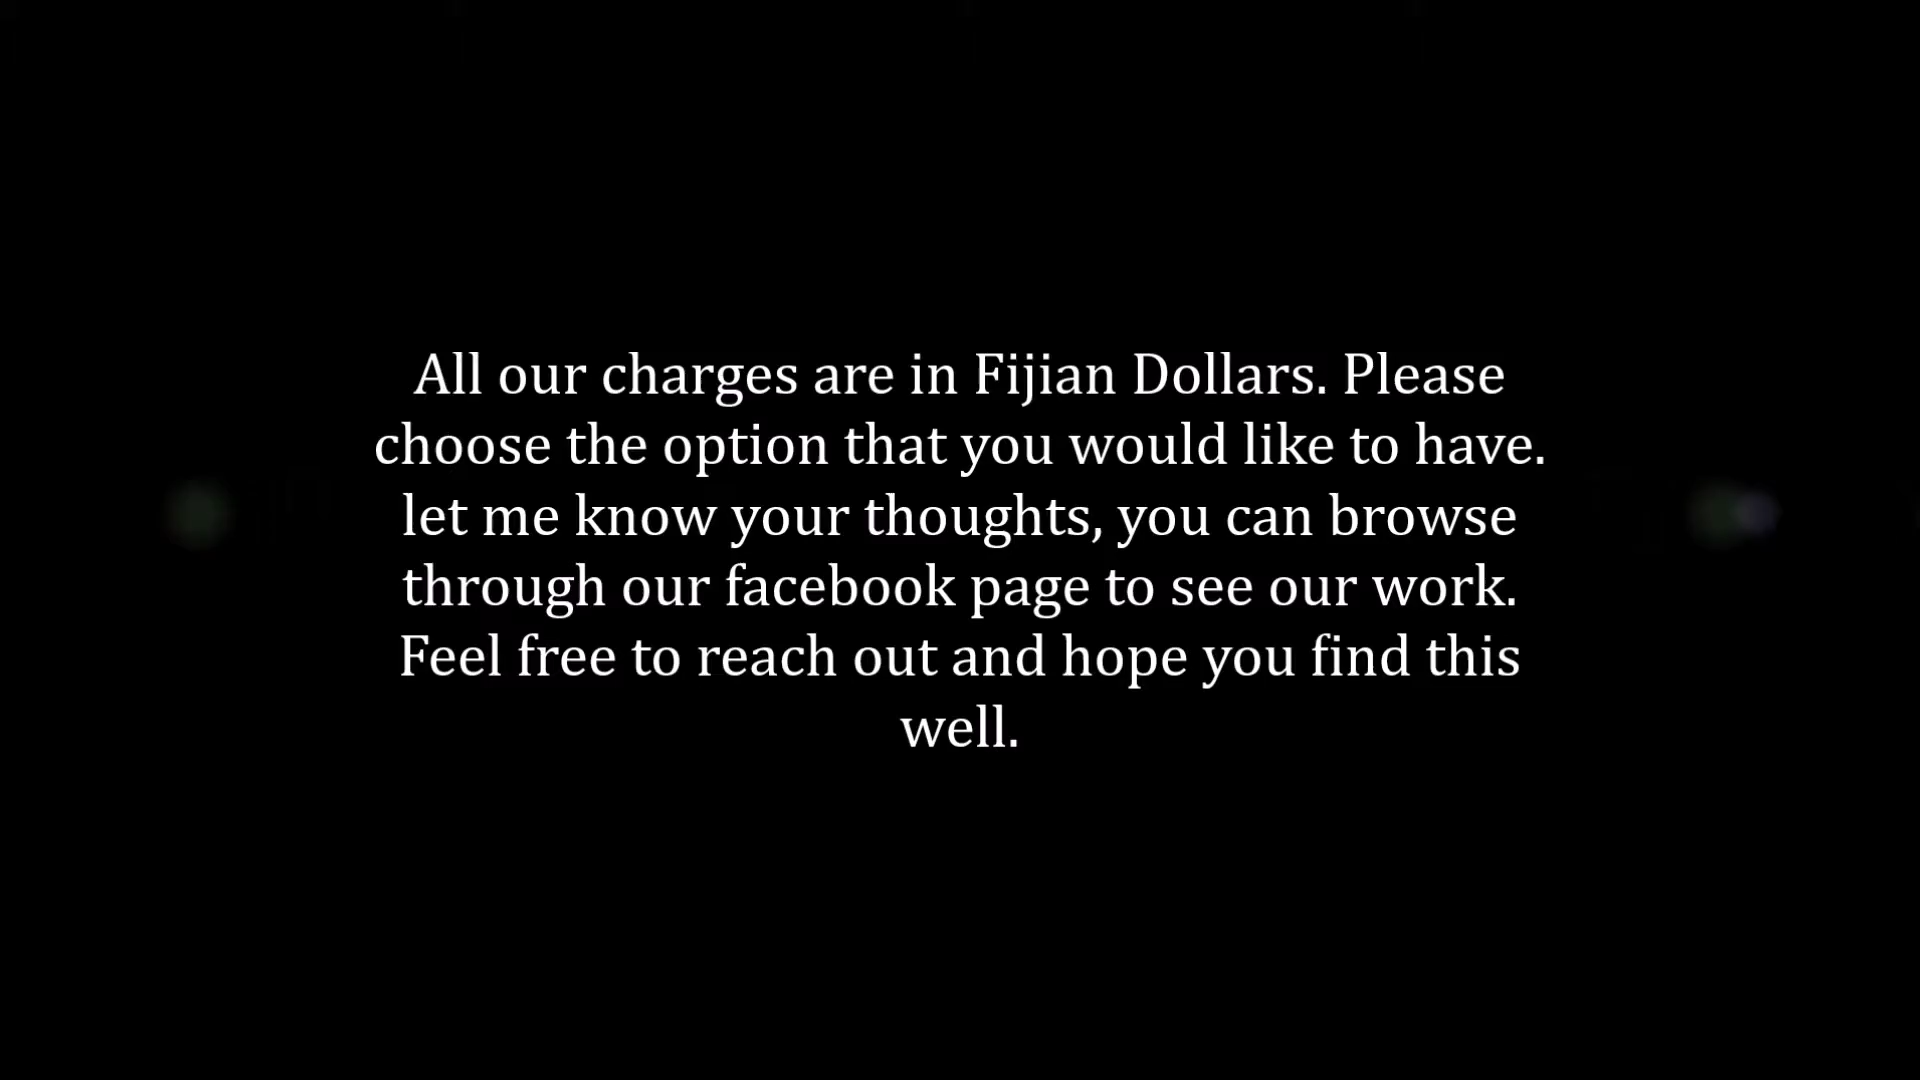 All our charges are in Fijian Dollars. Please
choose the option that you would like to have.
let me know your thoughts, you can browse
through our facebook page to see our work.
Feel free to reach out and hope you find this
well.